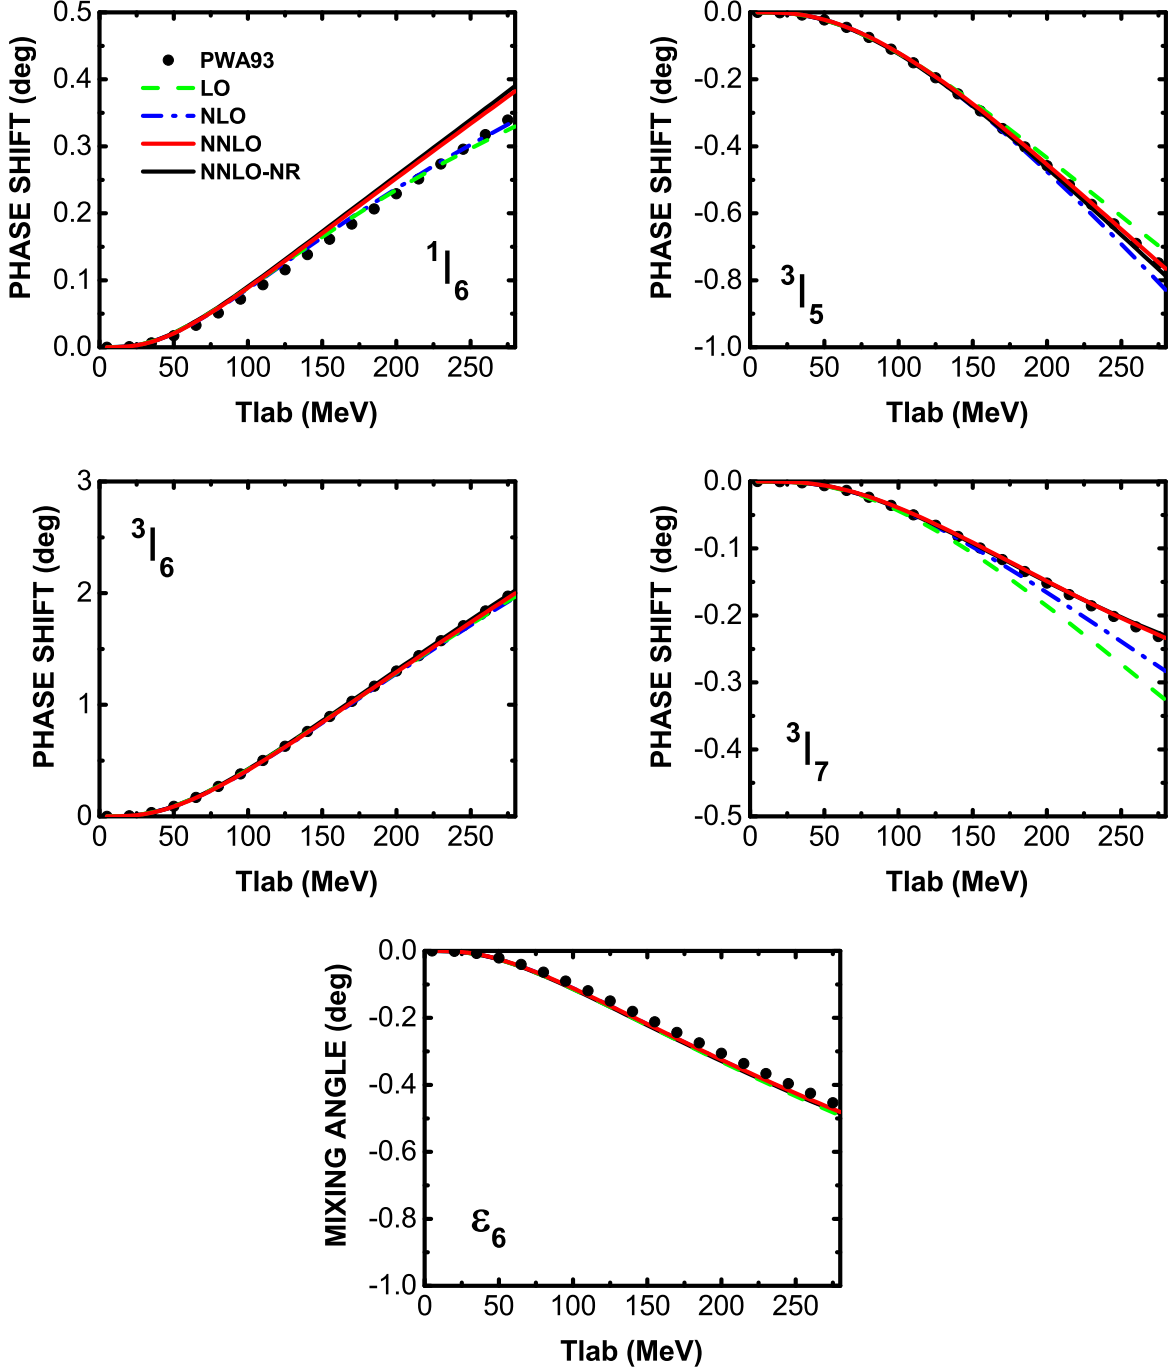 0.5
0.4
0.3
0.2
0.1
0.0
PHASE SHIFT (deg)
PWA93
LO
NLO
NNLO
NNLO-NR
1I6
0 50 100 150 200 250
Tlab (MeV)
0.0
-0.2
-0.4
-0.6
-0.8
-1.0
PHASE SHIFT (deg)
3I5
0 50 100 150 200 250
Tlab (MeV)
3
2
1
0
PHASE SHIFT (deg)
3I6
0 50 100 150 200 250
Tlab (MeV)
0.0
-0.1
-0.2
-0.3
-0.4
-0.5
PHASE SHIFT (deg)
3I7
0 50 100 150 200 250
Tlab (MeV)
0.0
-0.2
-0.4
-0.6
-0.8
-1.0
MIXING ANGLE (deg)
ε6
0 50 100 150 200 250
Tlab (MeV)